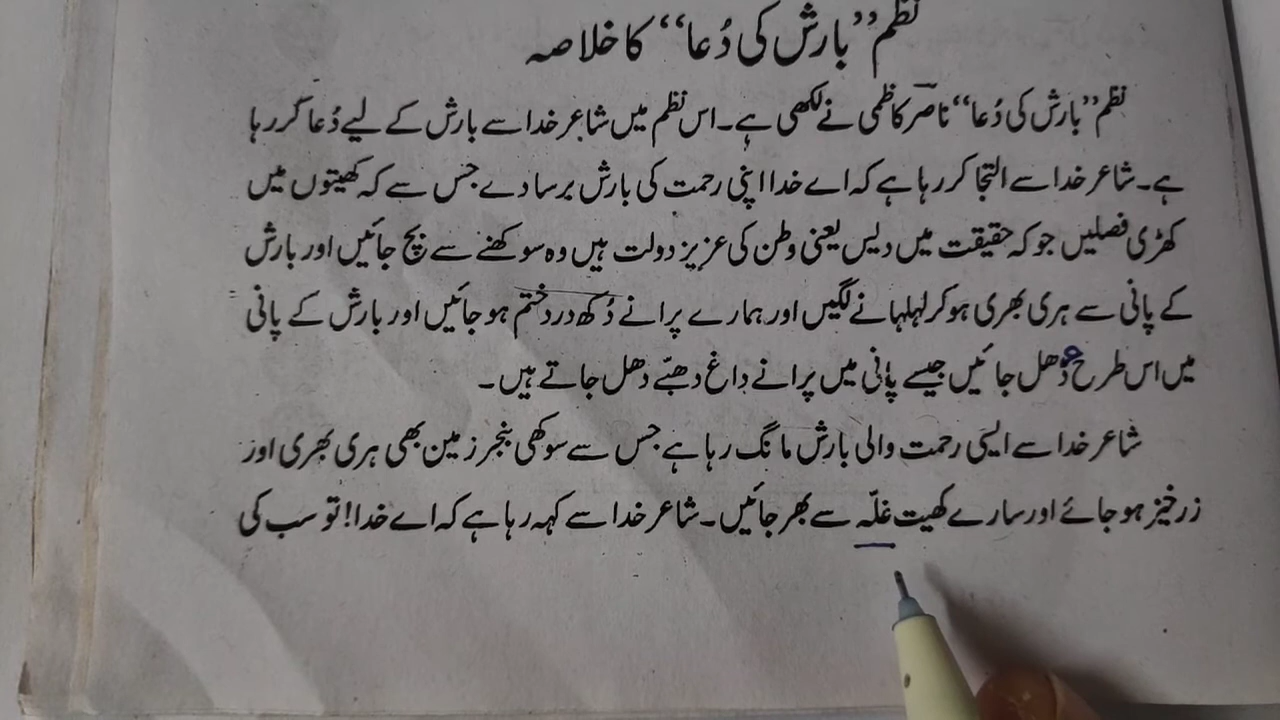 نظم ”بارش کی دُعا“ کا خلاصہ
نظم ”بارش کی دُعا“ ناصر کاظمی نے لکھی ہے۔ اس نظم میں شاعر خدا سے بارش کے لیے دُعا کر رہا
ہے۔ شاعر خدا سے التجا کر رہا ہے کہ اے خدا اپنی رحمت کی بارش برسا دے جس سے کہ کھیتوں میں
کھڑی فصلیں جو کہ حقیقت میں دیس یعنی وطن کی عزیز دولت ہیں وہ سوکھنے سے بچ جائیں اور بارش
کے پانی سے ہری بھری ہو کر لہلہانے لگیں اور ہمارے پرانے دُکھ درد ختم ہو جائیں اور بارش کے پانی
میں اس طرح دُھل جائیں جیسے پانی میں پرانے داغ دھبّے دھل جاتے ہیں۔
شاعر خدا سے ایسی رحمت والی بارش مانگ رہا ہے جس سے سوکھی بنجر زمین بھی ہری بھری اور
زرخیز ہو جائے اور سارے کھیت غلّہ سے بھر جائیں۔ شاعر خدا سے کہہ رہا ہے کہ اے خدا! تو سب کی